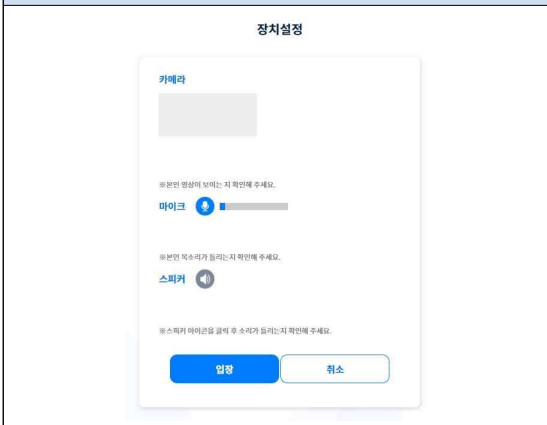 장치설정
카메라
※본인 영상이 보이는 지 확인해 주세요.
마이크
※본인 목소리가 들리는지 확인해 주세요.
스피커
※스피커 아이콘을 클릭 후 소리가 들리는지 확인해 주세요.
입장 취소